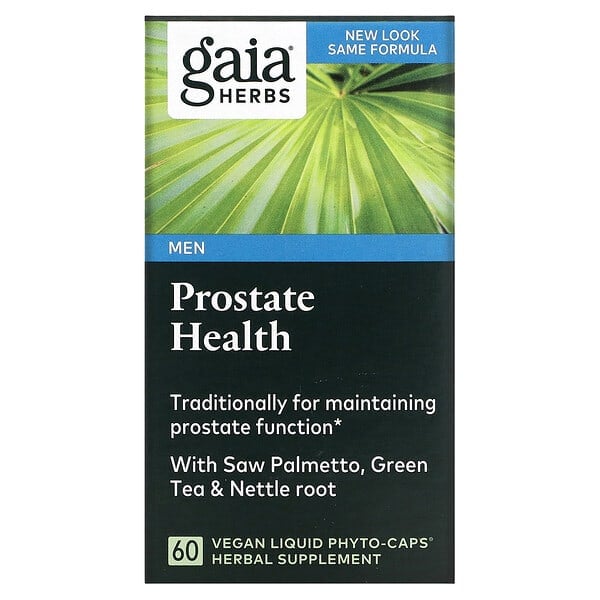 NEW LOOK
SAME FORMULA
gaia®
HERBS
MEN
Prostate
Health
Traditionally for maintaining
prostate function*
With Saw Palmetto, Green
Tea & Nettle root
60 VEGAN LIQUID PHYTO-CAPS®
HERBAL SUPPLEMENT